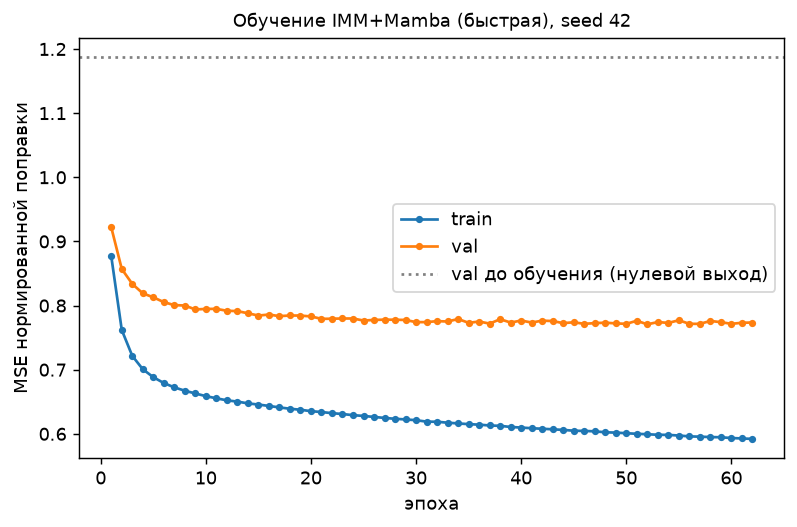 Обучение IMM+Mamba (быстрая), seed 42
MSE нормированной поправки
1.2
1.1
1.0
0.9
0.8
0.7
0.6
train
val
val до обучения (нулевой выход)
0 10 20 30 40 50 60
эпоха